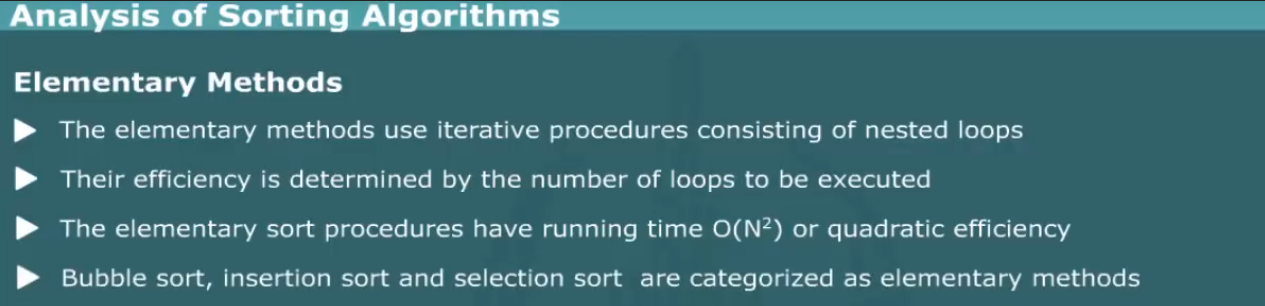 Analysis of Sorting Algorithms
Elementary Methods
▶ The elementary methods use iterative procedures consisting of nested loops
▶ Their efficiency is determined by the number of loops to be executed
▶ The elementary sort procedures have running time O(N²) or quadratic efficiency
▶ Bubble sort, insertion sort and selection sort are categorized as elementary methods